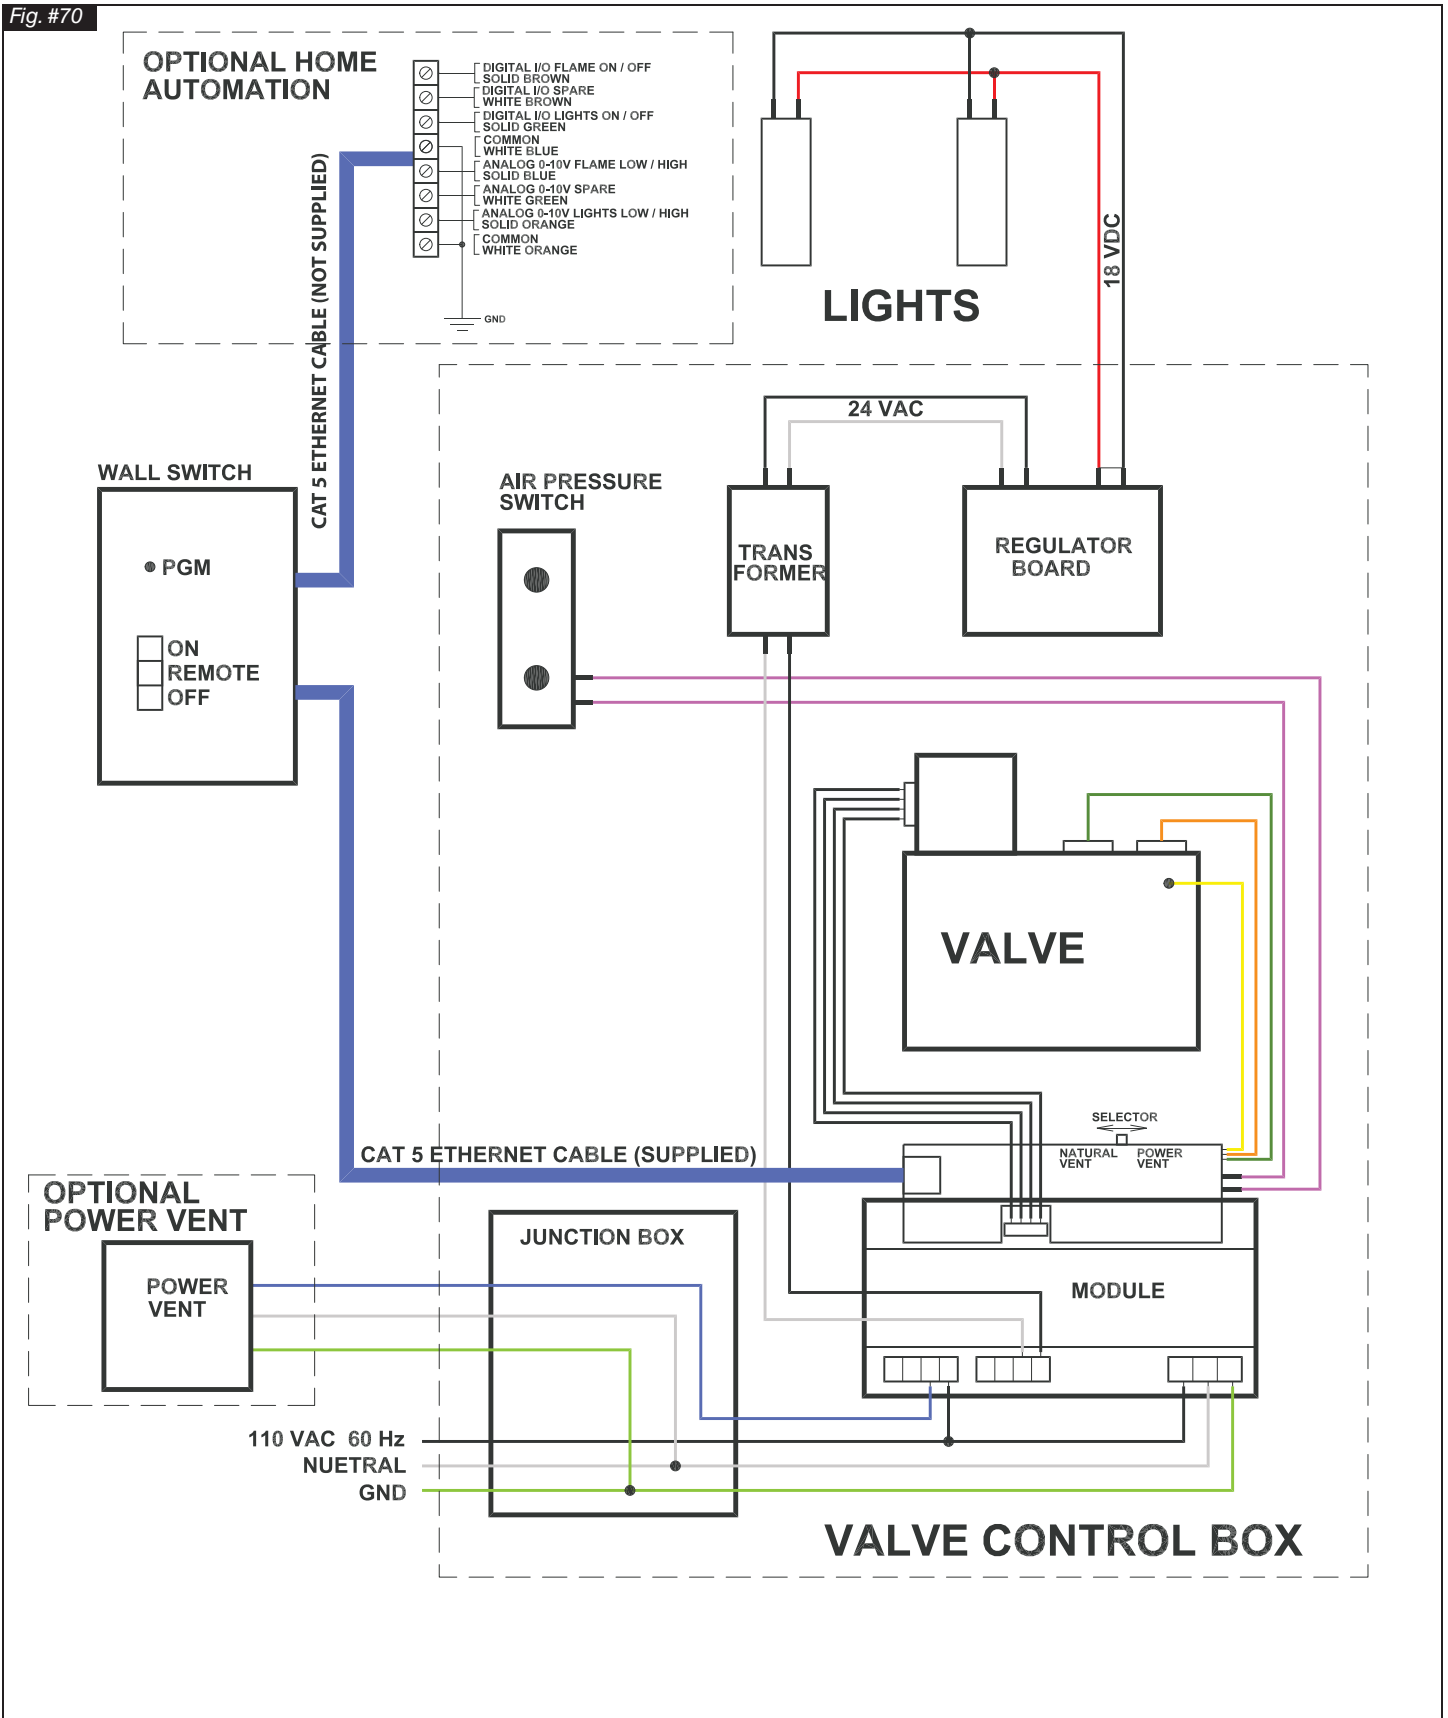 Fig. #70
OPTIONAL HOME
AUTOMATION
DIGITAL I/O FLAME ON / OFF
SOLID BROWN
DIGITAL I/O SPARE
WHITE BROWN
DIGITAL I/O LIGHTS ON / OFF
SOLID GREEN
COMMON
WHITE BLUE
ANALOG 0-10V FLAME LOW / HIGH
SOLID BLUE
ANALOG 0-10V SPARE
WHITE GREEN
ANALOG 0-10V LIGHTS LOW / HIGH
SOLID ORANGE
COMMON
WHITE ORANGE
GND
CAT 5 ETHERNET CABLE (NOT SUPPLIED)
LIGHTS
18 VDC
24 VAC
WALL SWITCH
PGM
ON
REMOTE
OFF
AIR PRESSURE
SWITCH
TRANS
FORMER
REGULATOR
BOARD
VALVE
SELECTOR
NATURAL
VENT
POWER
VENT
CAT 5 ETHERNET CABLE (SUPPLIED)
OPTIONAL
POWER VENT
POWER
VENT
JUNCTION BOX
MODULE
110 VAC 60 Hz
NUETRAL
GND
VALVE CONTROL BOX